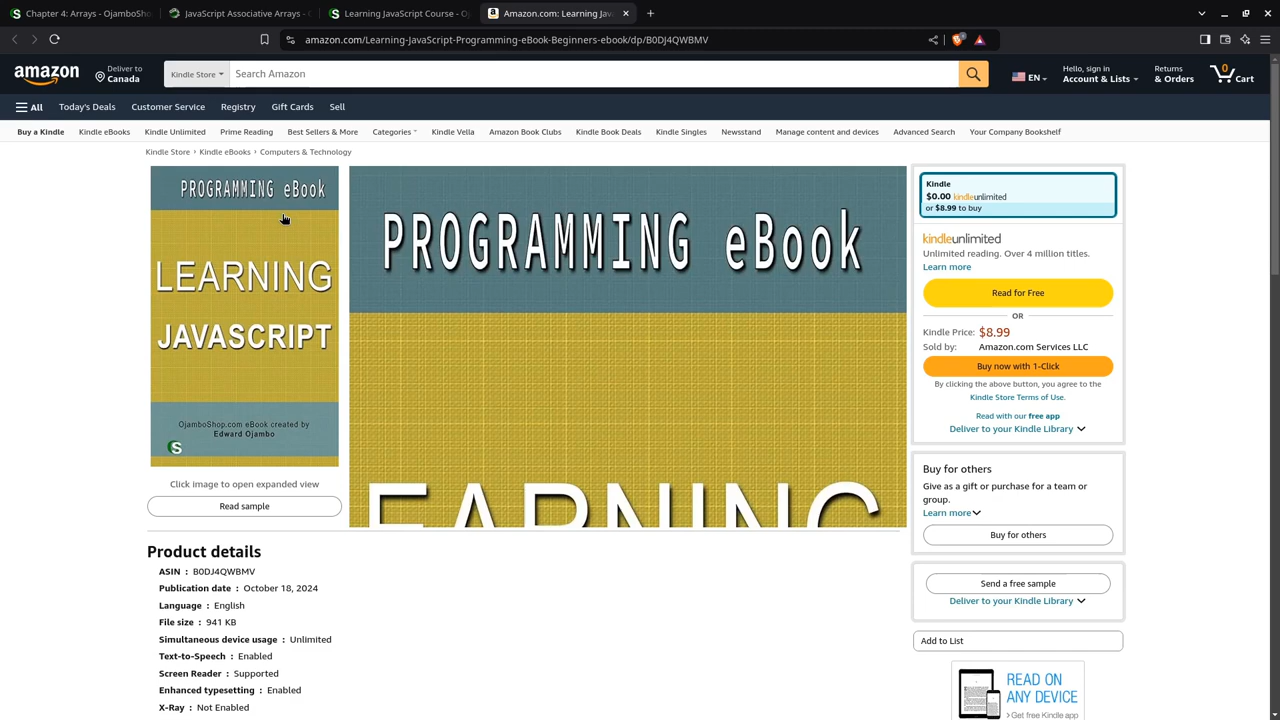 Chapter 4: Arrays - OjamboS
Learning JavaScript - Ojamb
Learning JavaScript Course - O
Amazon.com: Learning Jav
amazon.com/Learning-JavaScript-Programming-eBook-Beginners-ebook/dp/B0DJ4QWBMV
amazon
Deliver to
Canada
Kindle Store
Search Amazon
EN
Hello, sign in
Account & Lists
Returns
& Orders
0
Cart
All
Today's Deals
Customer Service
Registry
Gift Cards
Sell
Buy a Kindle
Kindle eBooks
Kindle Unlimited
Prime Reading
Best Sellers & More
Categories
Kindle Vella
Amazon Book Clubs
Kindle Book Deals
Kindle Singles
Newsstand
Manage content and devices
Advanced Search
Your Company Bookshelf
Kindle Store › Kindle eBooks › Computers & Technology
PROGRAMMING eBook
LEARNING
JAVASCRIPT
OjamboShop.com eBook created by
Edward Ojambo
S
Click image to open expanded view
Read sample
PROGRAMMING eBook
LEARNING
Kindle
$0.00 kindleunlimited
or $8.99 to buy
kindleunlimited
Unlimited reading. Over 4 million titles.
Learn more
Read for Free
OR
Kindle Price: $8.99
Sold by: Amazon.com Services LLC
Buy now with 1-Click
By clicking the above button, you agree to the
Kindle Store Terms of Use.
Read with our free app
Deliver to your Kindle Library
Buy for others
Give as a gift or purchase for a team or
group.
Learn more
Buy for others
Send a free sample
Deliver to your Kindle Library
Add to List
READ ON
ANY DEVICE
› Get free Kindle app
Product details
ASIN : B0DJ4QWBMV
Publication date : October 18, 2024
Language : English
File size : 941 KB
Simultaneous device usage : Unlimited
Text-to-Speech : Enabled
Screen Reader : Supported
Enhanced typesetting : Enabled
X-Ray : Not Enabled